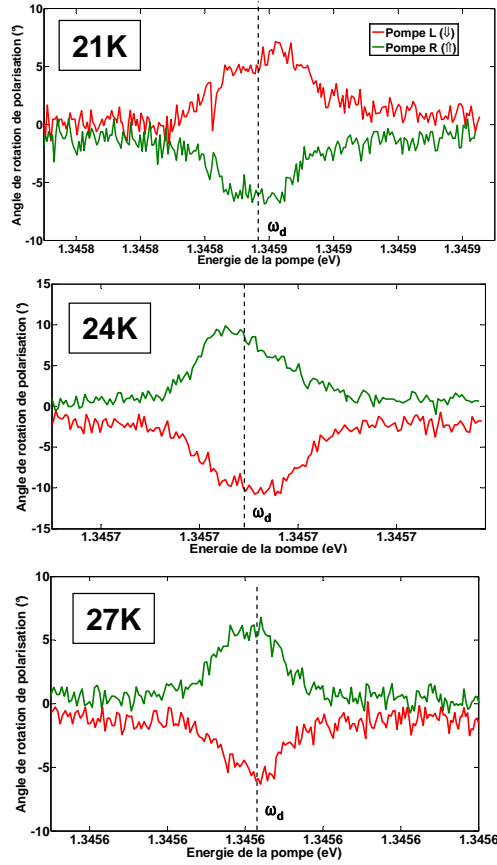 10
21K
Pompe L (⇓)
Pompe R (⇑)
5
0
-5
-10
Angle de rotation de polarisation (°)
ω_d
1.3458 1.3458 1.3458 1.3459 1.3459 1.3459 1.3459
Energie de la pompe (eV)
15
24K
10
5
0
-5
-10
-15
Angle de rotation de polarisation (°)
ω_d
1.3457 1.3457 1.3457 1.3457
Energie de la pompe (eV)
10
27K
5
0
-5
-10
Angle de rotation de polarisation (°)
ω_d
1.3456 1.3456 1.3456 1.3456 1.3456 1.3456
Energie de la pompe (eV)